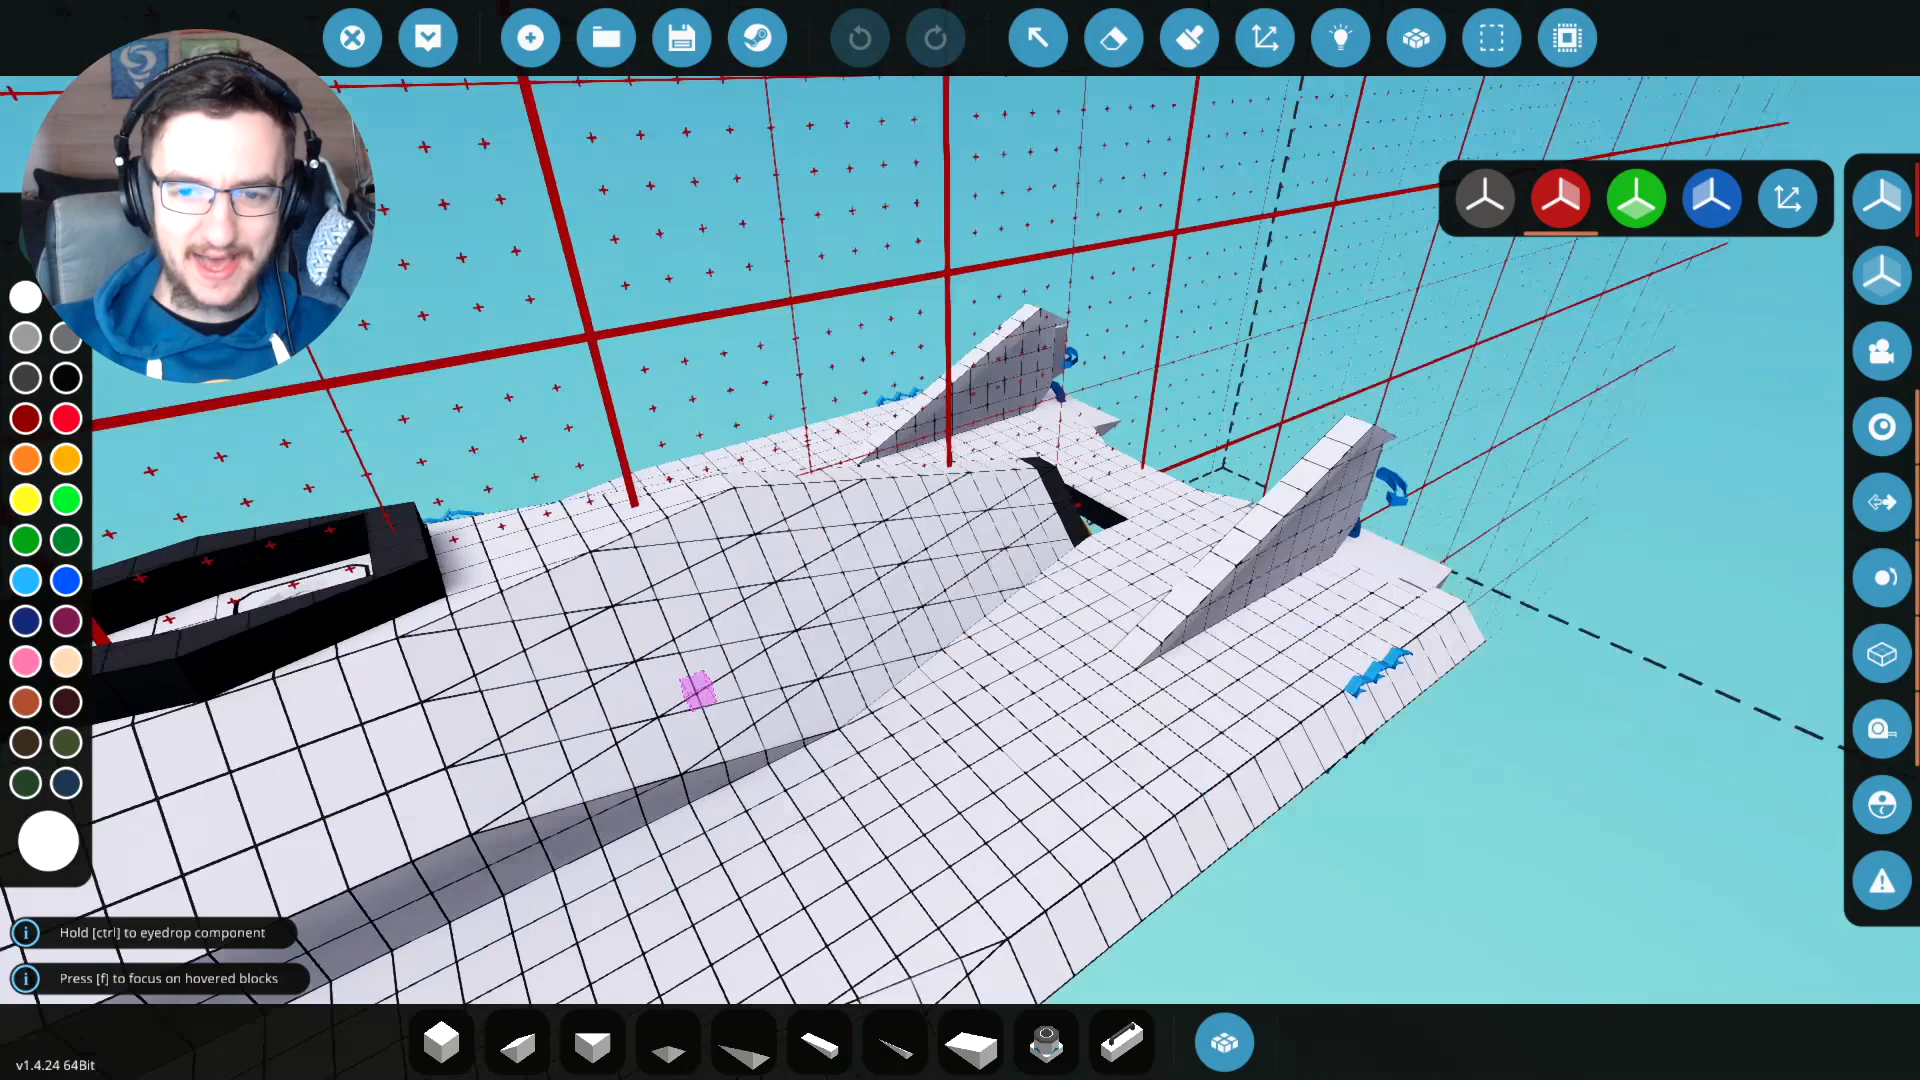 Hold [ctrl] to eyedrop component
Press [f] to focus on hovered blocks
v1.4.24 64Bit